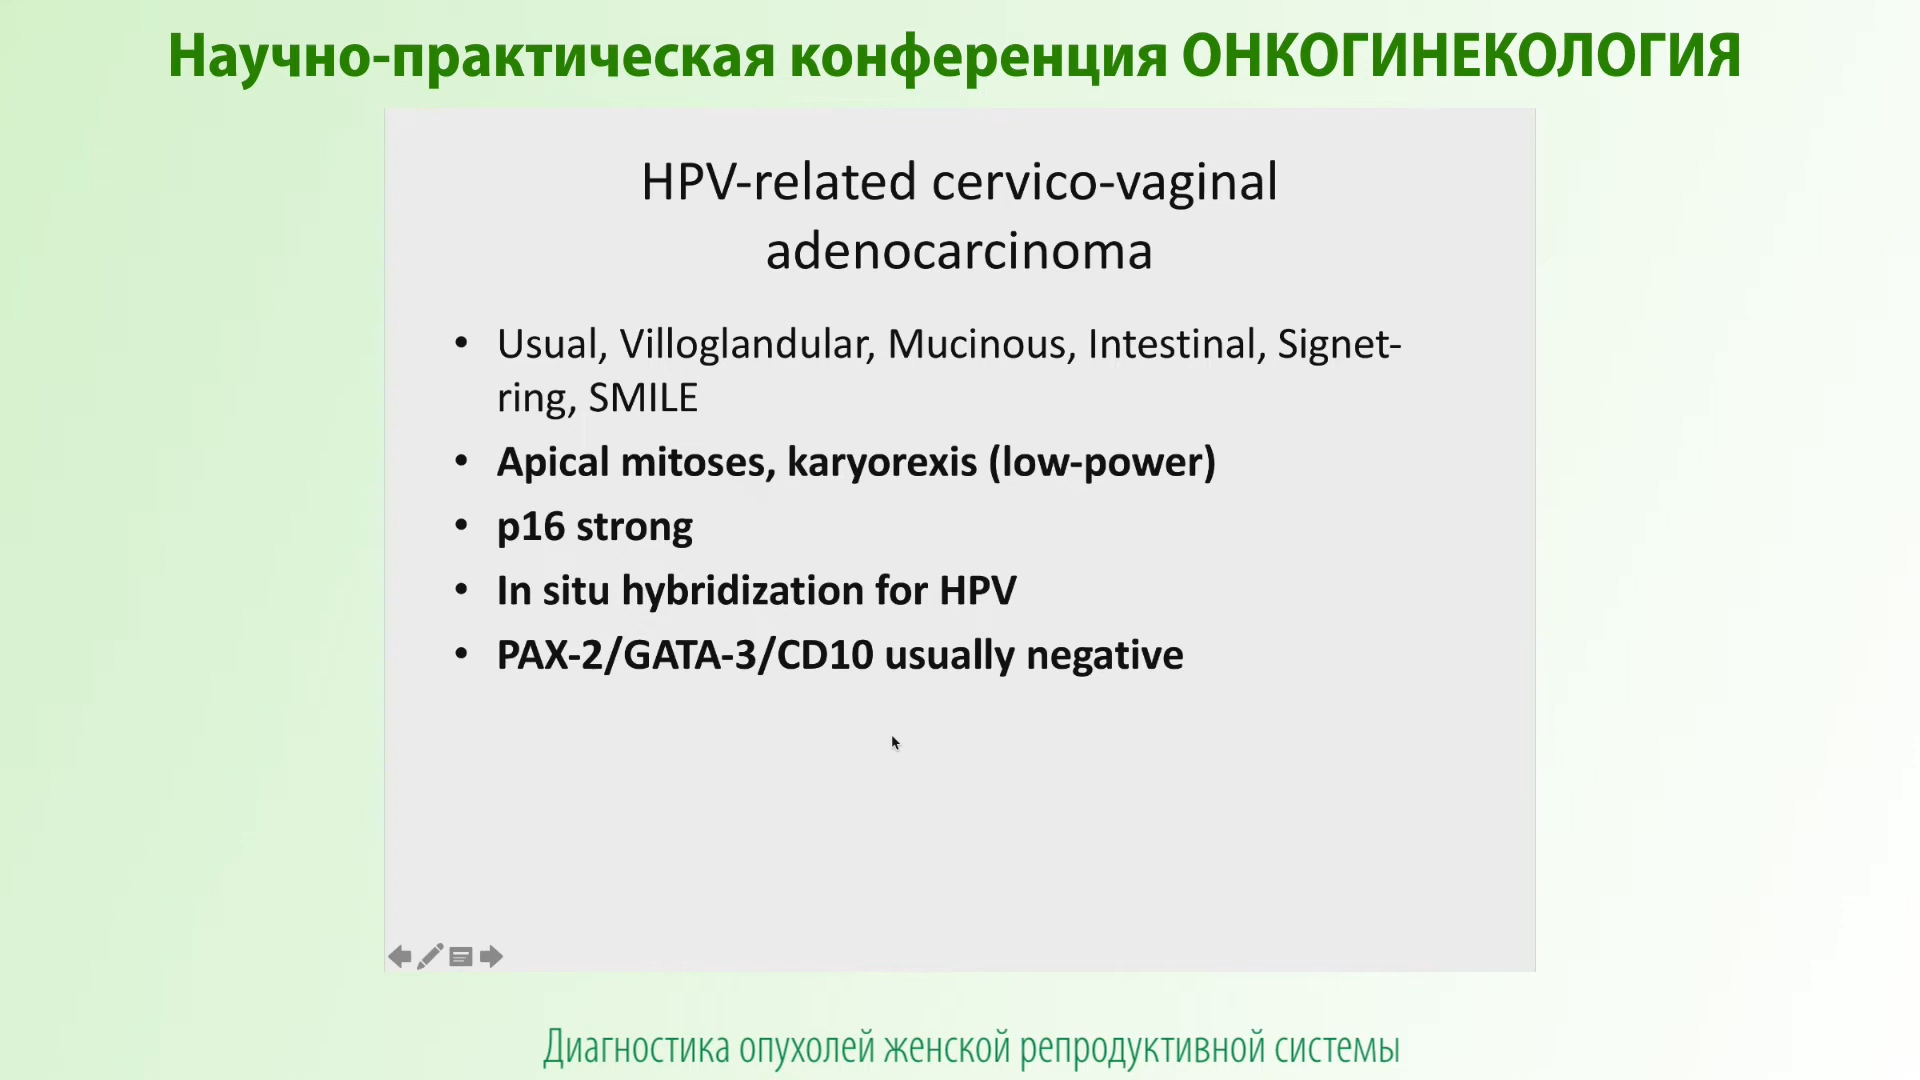 Научно-практическая конференция ОНКОГИНЕКОЛОГИЯ
HPV-related cervico-vaginal
adenocarcinoma
• Usual, Villoglandular, Mucinous, Intestinal, Signet-
ring, SMILE
• Apical mitoses, karyorexis (low-power)
• p16 strong
• In situ hybridization for HPV
• PAX-2/GATA-3/CD10 usually negative
Диагностика опухолей женской репродуктивной системы